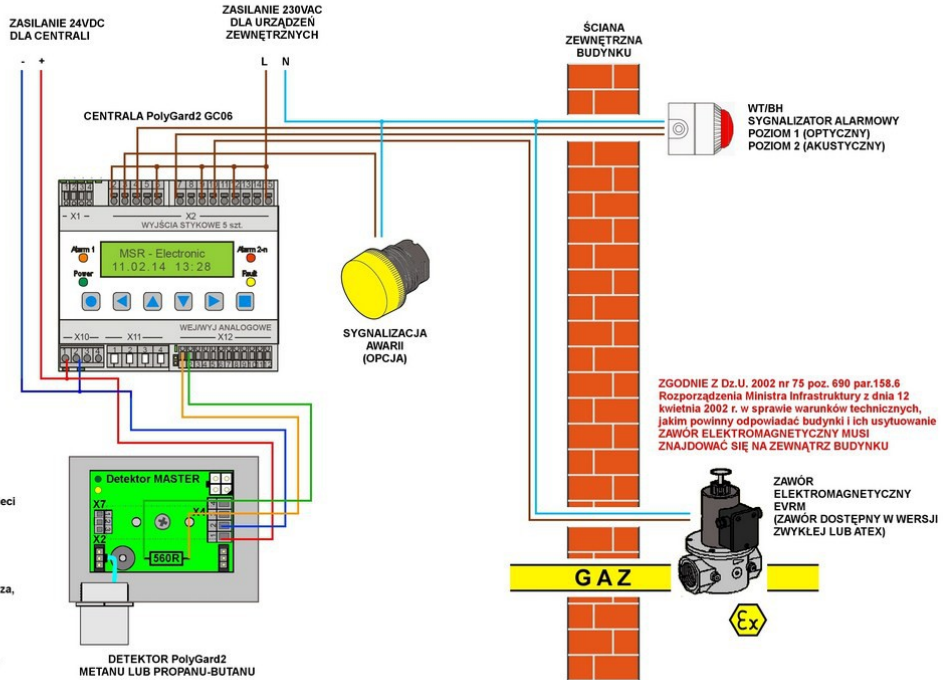 ZASILANIE 24VDC
DLA CENTRALI
- +
ZASILANIE 230VAC
DLA URZĄDZEŃ
ZEWNĘTRZNYCH
L N
ŚCIANA
ZEWNĘTRZNA
BUDYNKU
CENTRALA PolyGard2 GC06
WT/BH
SYGNALIZATOR ALARMOWY
POZIOM 1 (OPTYCZNY)
POZIOM 2 (AKUSTYCZNY)
- X1 -
X2
WYJŚCIA STYKOWE 5 szt.
Alarm 1
Alarm 2-n
MSR - Electronic
11.02.14 13:28
Power
Fault
WEJ/WYJ ANALOGOWE
X10
X11
X12
SYGNALIZACJA
AWARII
(OPCJA)
ZGODNIE Z Dz.U. 2002 nr 75 poz. 690 par.158.6
Rozporządzenia Ministra Infrastruktury z dnia 12
kwietnia 2002 r. w sprawie warunków technicznych,
jakim powinny odpowiadać budynki i ich usytuowanie
ZAWÓR ELEKTROMAGNETYCZNY MUSI
ZNAJDOWAĆ SIĘ NA ZEWNĄTRZ BUDYNKU
Detektor MASTER
X7
X4
X2
560R
eci
za,
ZAWÓR
ELEKTROMAGNETYCZNY
EVRM
(ZAWÓR DOSTĘPNY W WERSJI
ZWYKŁEJ LUB ATEX)
GAZ
Ex
DETEKTOR PolyGard2
METANU LUB PROPANU-BUTANU